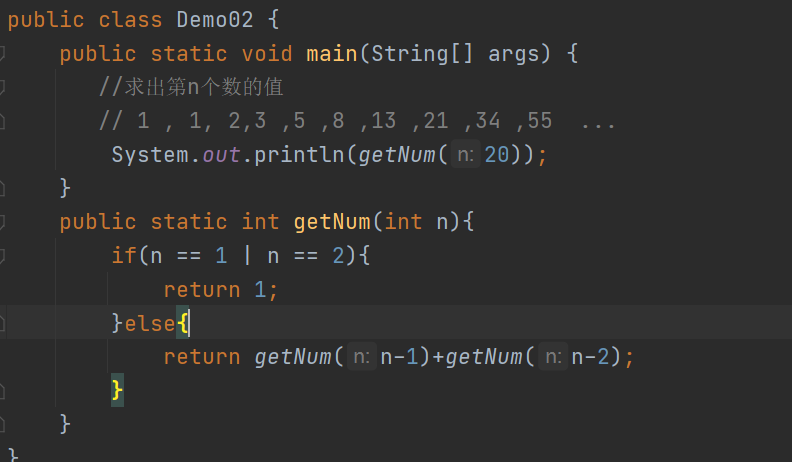 public class Demo02 {
public static void main(String[] args) {
//求出第n个数的值
// 1 , 1, 2,3 ,5 ,8 ,13 ,21 ,34 ,55  ...
System.out.println(getNum( n: 20));
}
public static int getNum(int n){
if(n == 1 | n == 2){
return 1;
}else{
return getNum( n: n-1)+getNum( n: n-2);
}
}
}